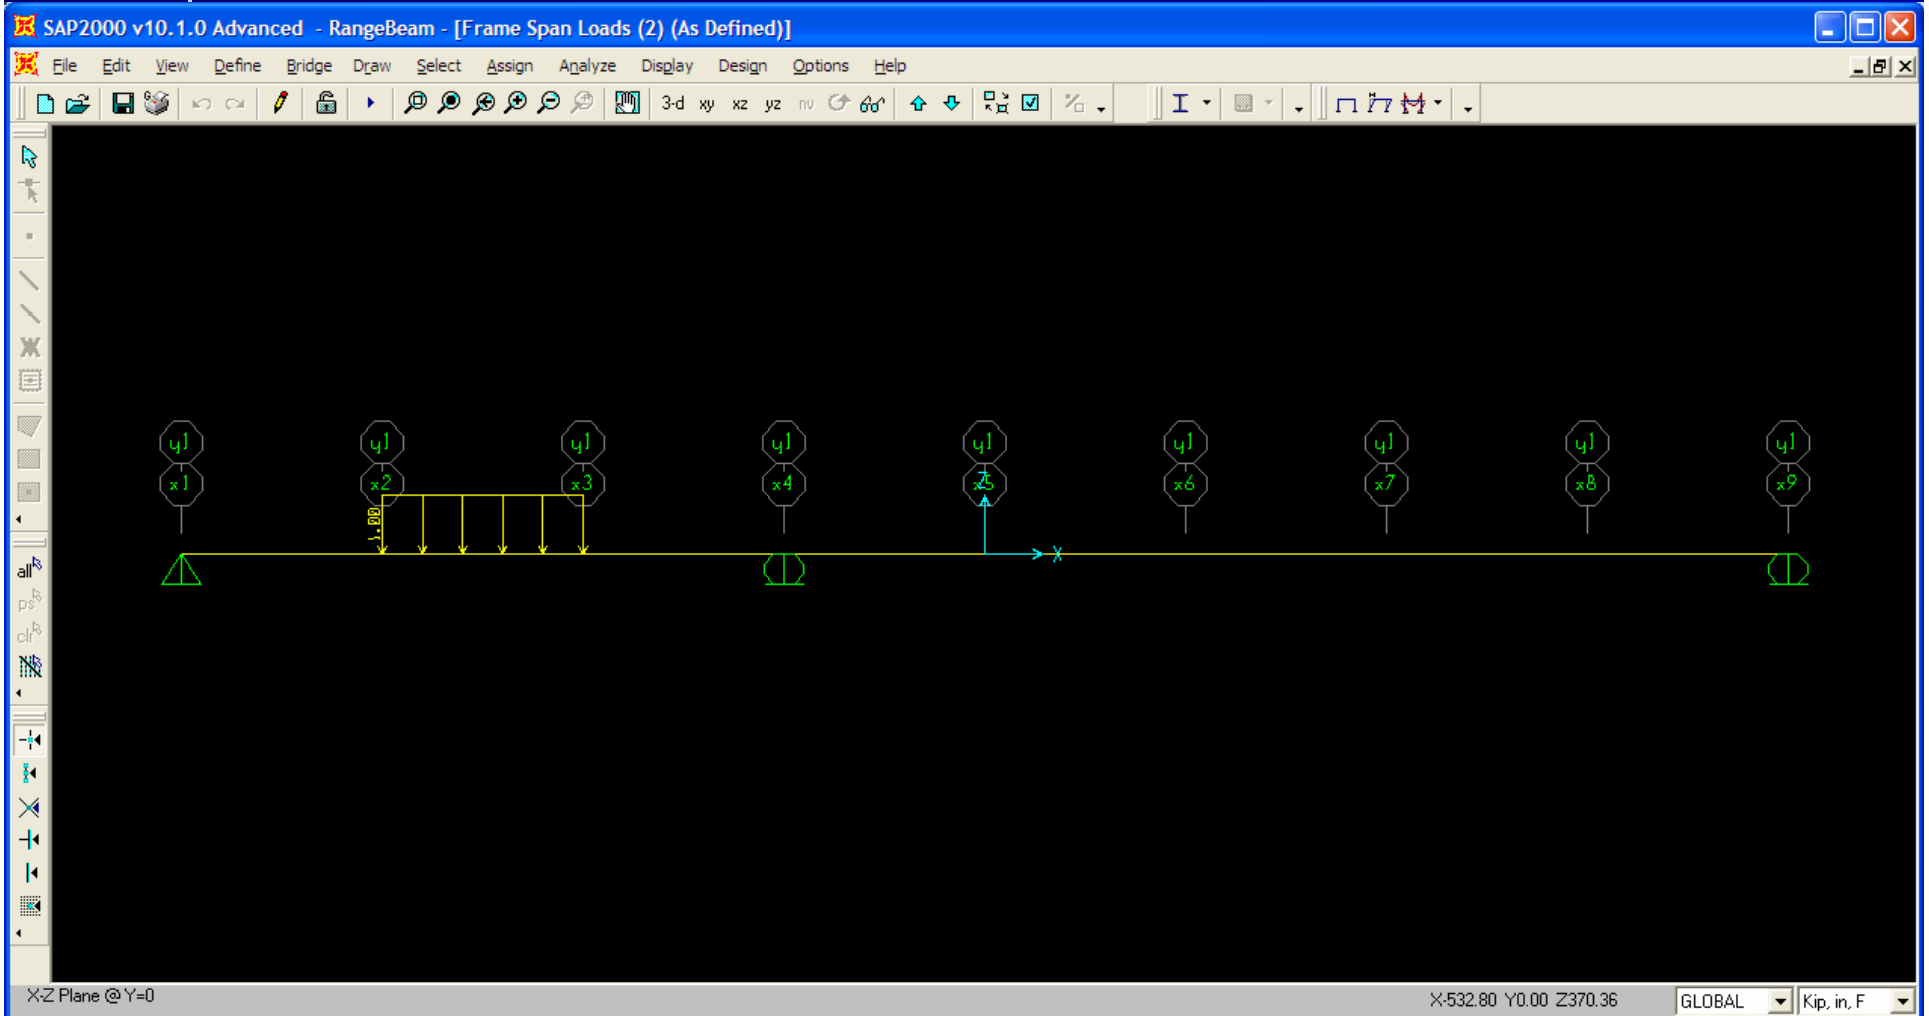 SAP2000 v10.1.0 Advanced - RangeBeam - [Frame Span Loads (2) (As Defined)]
File Edit View Define Bridge Draw Select Assign Analyze Display Design Options Help
3-d xy xz yz nv
all
ps
clr
y1 y1 y1 y1 y1 y1 y1 y1 y1
x1 x2 x3 x4 x5 x6 x7 x8 x9
Z
X
X-Z Plane @ Y=0
X-532.80 Y0.00 Z370.36
GLOBAL
Kip, in, F